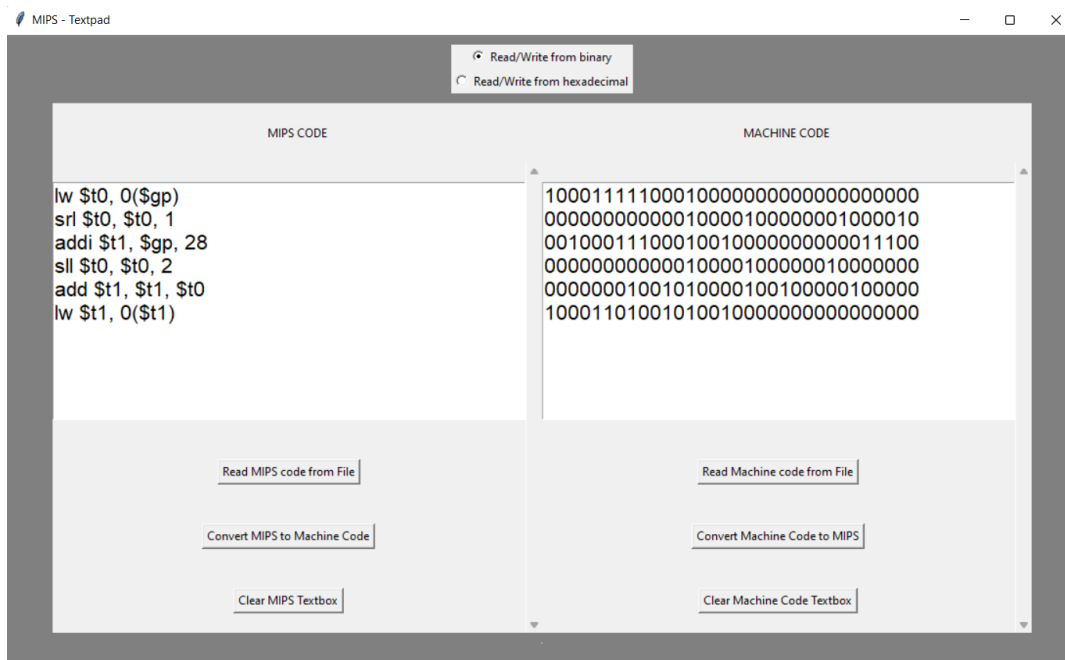 MIPS - Textpad
Read/Write from binary
Read/Write from hexadecimal
MIPS CODE
lw $t0, 0($gp)
srl $t0, $t0, 1
addi $t1, $gp, 28
sll $t0, $t0, 2
add $t1, $t1, $t0
lw $t1, 0($t1)
Read MIPS code from File
Convert MIPS to Machine Code
Clear MIPS Textbox
MACHINE CODE
10001111100010000000000000000000
00000000000010000100000001000010
00100011100010010000000000011100
00000000000010000100000010000000
00000001001010000100100000100000
10001101001010010000000000000000
Read Machine code from File
Convert Machine Code to MIPS
Clear Machine Code Textbox